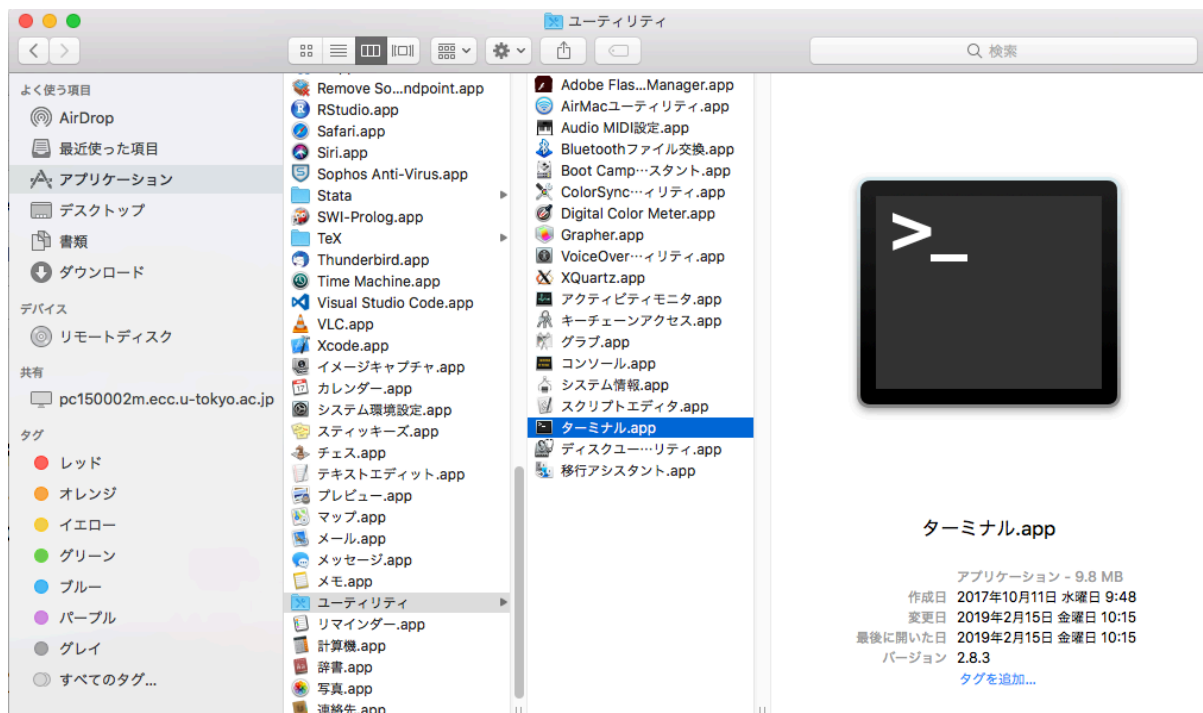 ユーティリティ
検索
よく使う項目
AirDrop
最近使った項目
アプリケーション
デスクトップ
書類
ダウンロード
デバイス
リモートディスク
共有
pc150002m.ecc.u-tokyo.ac.jp
タグ
レッド
オレンジ
イエロー
グリーン
ブルー
パープル
グレイ
すべてのタグ...
Remove So...ndpoint.app
RStudio.app
Safari.app
Siri.app
Sophos Anti-Virus.app
Stata
SWI-Prolog.app
TeX
Thunderbird.app
Time Machine.app
Visual Studio Code.app
VLC.app
Xcode.app
イメージキャプチャ.app
カレンダー.app
システム環境設定.app
スティッキーズ.app
チェス.app
テキストエディット.app
プレビュー.app
マップ.app
メール.app
メッセージ.app
メモ.app
ユーティリティ
リマインダー.app
計算機.app
辞書.app
写真.app
連絡先.app
Adobe Flas...Manager.app
AirMacユーティリティ.app
Audio MIDI設定.app
Bluetoothファイル交換.app
Boot Camp…スタント.app
ColorSync…ィリティ.app
Digital Color Meter.app
Grapher.app
VoiceOver…ィリティ.app
XQuartz.app
アクティビティモニタ.app
キーチェーンアクセス.app
グラブ.app
コンソール.app
システム情報.app
スクリプトエディタ.app
ターミナル.app
ディスクユー…リティ.app
移行アシスタント.app
>_
ターミナル.app
アプリケーション - 9.8 MB
作成日 2017年10月11日 水曜日 9:48
変更日 2019年2月15日 金曜日 10:15
最後に開いた日 2019年2月15日 金曜日 10:15
バージョン 2.8.3
タグを追加...